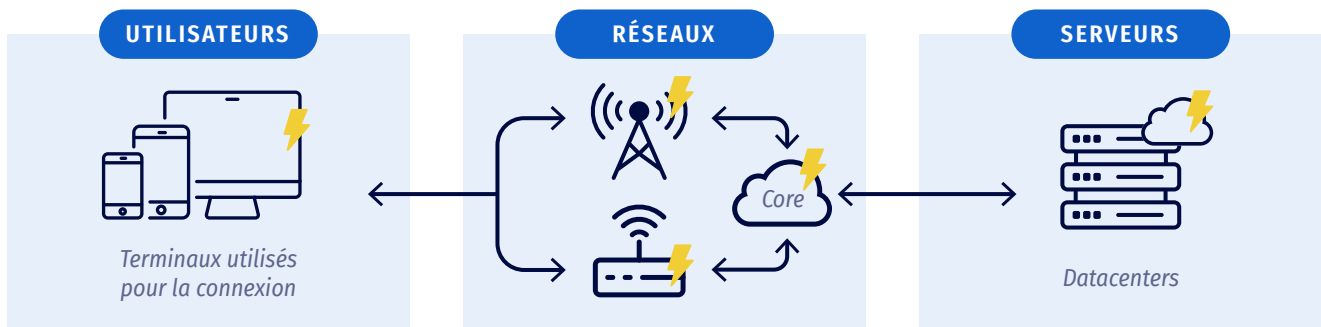 UTILISATEURS
RÉSEAUX
SERVEURS
Core
Terminaux utilisés
pour la connexion
Datacenters